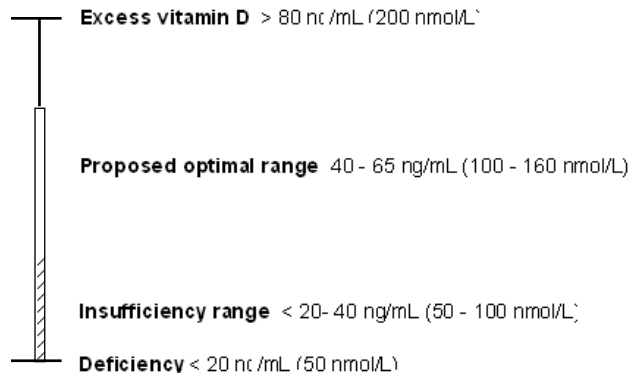 Excess vitamin D > 80 ng/mL (200 nmol/L)
Proposed optimal range 40 - 65 ng/mL (100 - 160 nmol/L)
Insufficiency range < 20- 40 ng/mL (50 - 100 nmol/L)
Deficiency < 20 ng/mL (50 nmol/L)